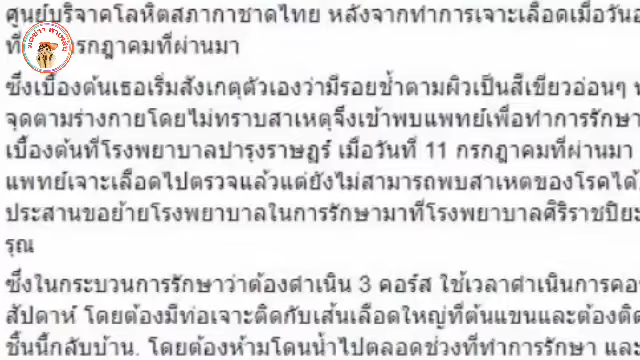 ศูนย์บริจาคโลหิตสภากาชาดไทย หลังจากทำการเจาะเลือดเมื่อวัน
ที่ กรกฎาคมที่ผ่านมา
ซึ่งเบื้องต้นเธอเริ่มสังเกตุตัวเองว่ามีรอยช้ำตามผิวเป็นสีเขียวอ่อนๆ
จุดตามร่างกายโดยไม่ทราบสาเหตุจึงเข้าพบแพทย์เพื่อทำการรักษา
เบื้องต้นที่โรงพยาบาลบำรุงราษฎร์ เมื่อวันที่ 11 กรกฎาคมที่ผ่านมา
แพทย์เจาะเลือดไปตรวจแล้วแต่ยังไม่สามารถพบสาเหตของโรคได้
ประสานขอย้ายโรงพยาบาลในการรักษามาที่โรงพยาบาลศิริราชปิยะ
รุณ
ซึ่งในกระบวนการรักษาว่าต้องดำเนิน 3 คอร์ส ใช้เวลาดำเนินการคอ
สัปดาห์ โดยต้องมีท่อเจาะติดกับเส้นเลือดใหญ่ที่ต้นแขนและต้องติด
ชิ้นนี้กลับบ้าน. โดยต้องห้ามโดนน้ำไปตลอดช่วงที่ทำการรักษา และ